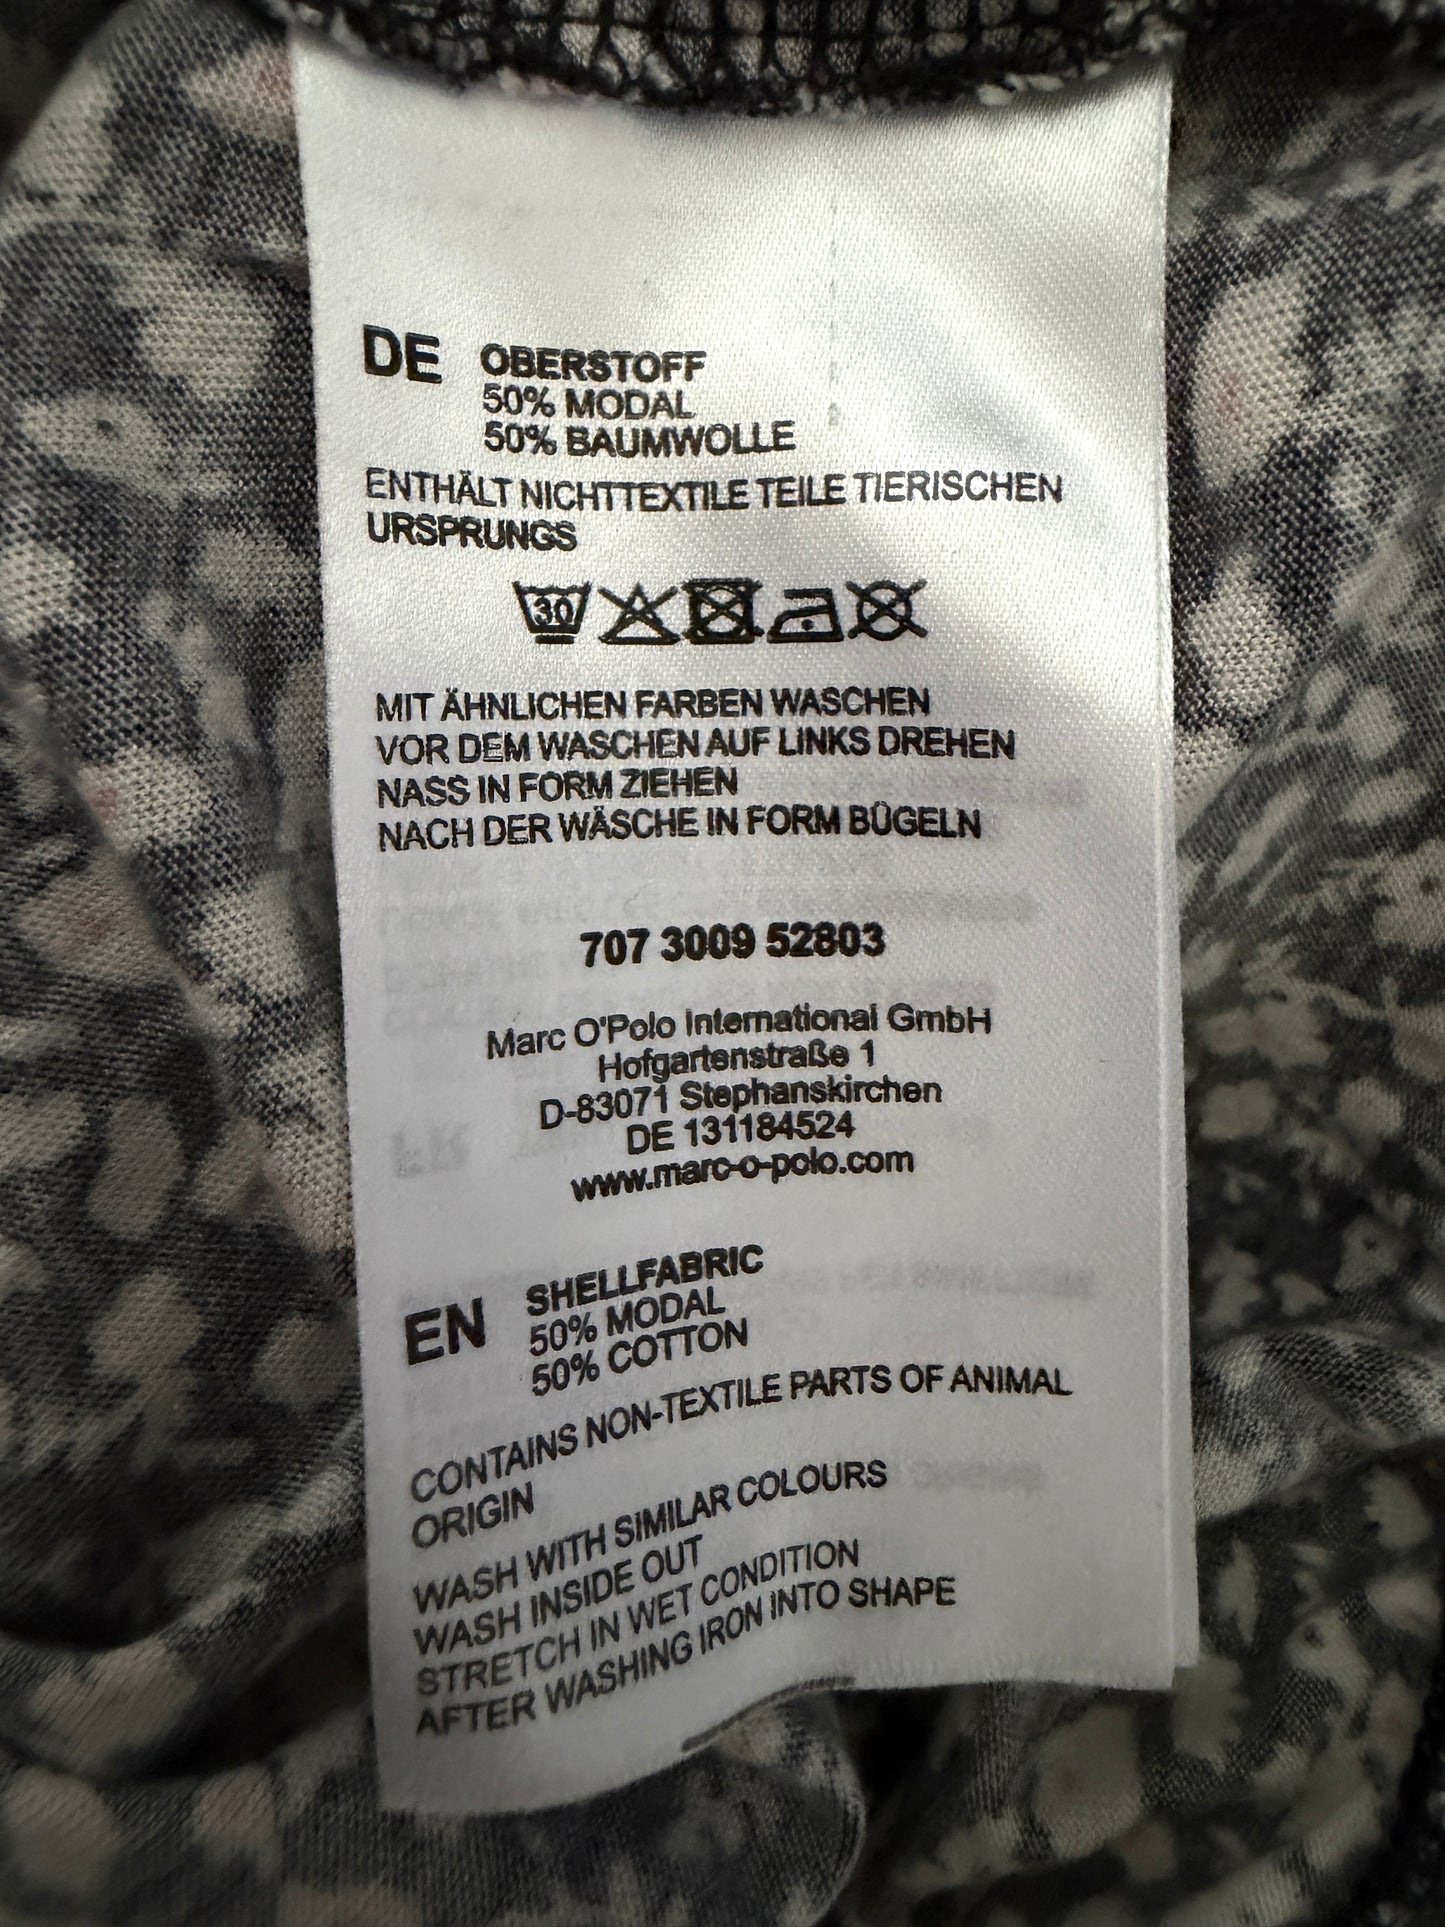 DE OBERSTOFF
50% MODAL
50% BAUMWOLLE
ENTHÄLT NICHTTEXTILE TEILE TIERISCHEN
URSPRUNGS
30
MIT ÄHNLICHEN FARBEN WASCHEN
VOR DEM WASCHEN AUF LINKS DREHEN
NASS IN FORM ZIEHEN
NACH DER WÄSCHE IN FORM BÜGELN
707 3009 52803
Marc O'Polo International GmbH
Hofgartenstraße 1
D-83071 Stephanskirchen
DE 131184524
www.marc-o-polo.com
EN SHELLFABRIC
50% MODAL
50% COTTON
CONTAINS NON-TEXTILE PARTS OF ANIMAL
ORIGIN
WASH WITH SIMILAR COLOURS
WASH INSIDE OUT
STRETCH IN WET CONDITION
AFTER WASHING IRON INTO SHAPE